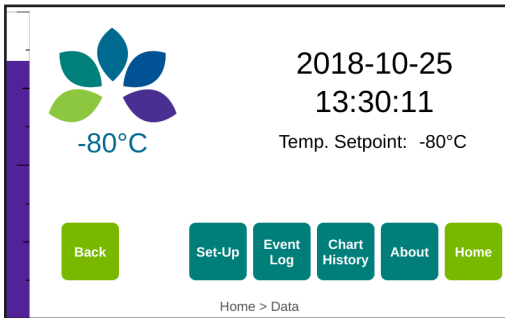 2018-10-25
13:30:11
-80°C
Temp. Setpoint: -80°C
Back
Set-Up
Event
Log
Chart
History
About
Home
Home > Data